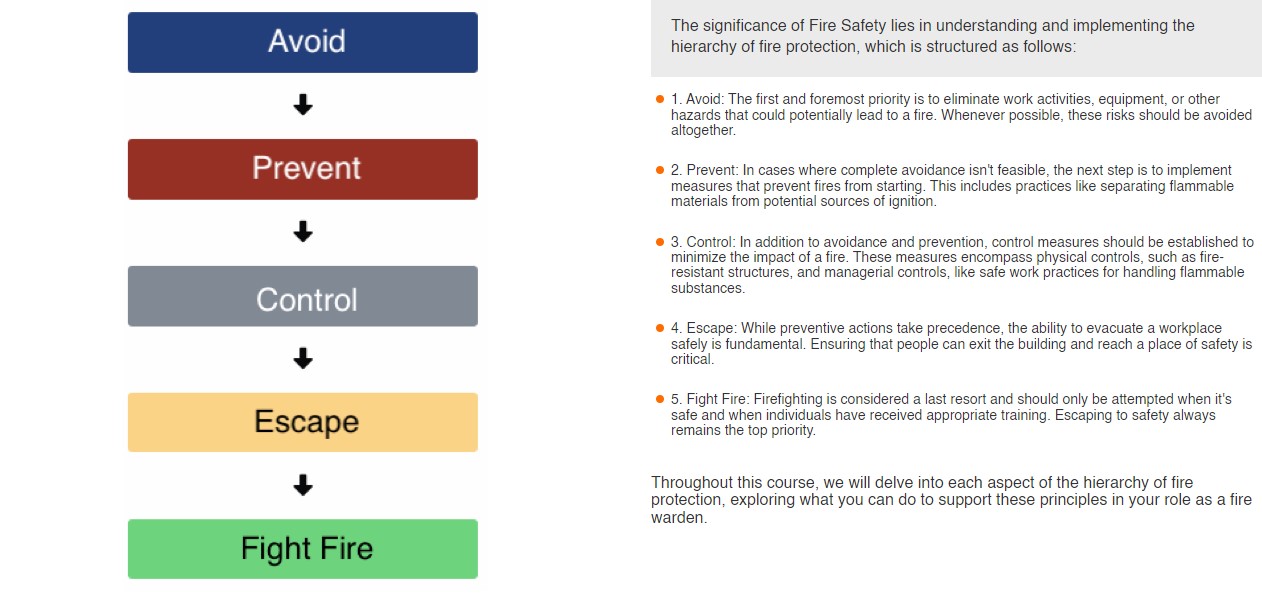 Avoid
Prevent
Control
Escape
Fight Fire
The significance of Fire Safety lies in understanding and implementing the
hierarchy of fire protection, which is structured as follows:
1. Avoid: The first and foremost priority is to eliminate work activities, equipment, or other
hazards that could potentially lead to a fire. Whenever possible, these risks should be avoided
altogether.
2. Prevent: In cases where complete avoidance isn't feasible, the next step is to implement
measures that prevent fires from starting. This includes practices like separating flammable
materials from potential sources of ignition.
3. Control: In addition to avoidance and prevention, control measures should be established to
minimize the impact of a fire. These measures encompass physical controls, such as fire-
resistant structures, and managerial controls, like safe work practices for handling flammable
substances.
4. Escape: While preventive actions take precedence, the ability to evacuate a workplace
safely is fundamental. Ensuring that people can exit the building and reach a place of safety is
critical.
5. Fight Fire: Firefighting is considered a last resort and should only be attempted when it's
safe and when individuals have received appropriate training. Escaping to safety always
remains the top priority.
Throughout this course, we will delve into each aspect of the hierarchy of fire
protection, exploring what you can do to support these principles in your role as a fire
warden.